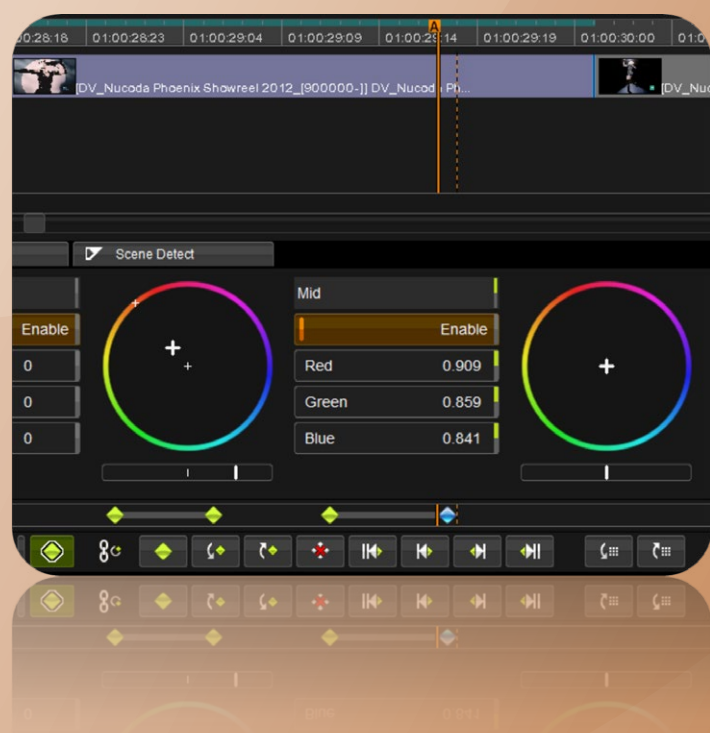 00:28:18 01:00:28:23 01:00:29:04 01:00:29:09 01:00:29:14 01:00:29:19 01:00:30:00 01:0
A
[DV_Nucoda Phoenix Showreel 2012_[900000-]] DV_Nucoda Ph... [DV_Nuc
Scene Detect
Mid
Enable Enable
0 Red 0.909
0 Green 0.859
0 Blue 0.841